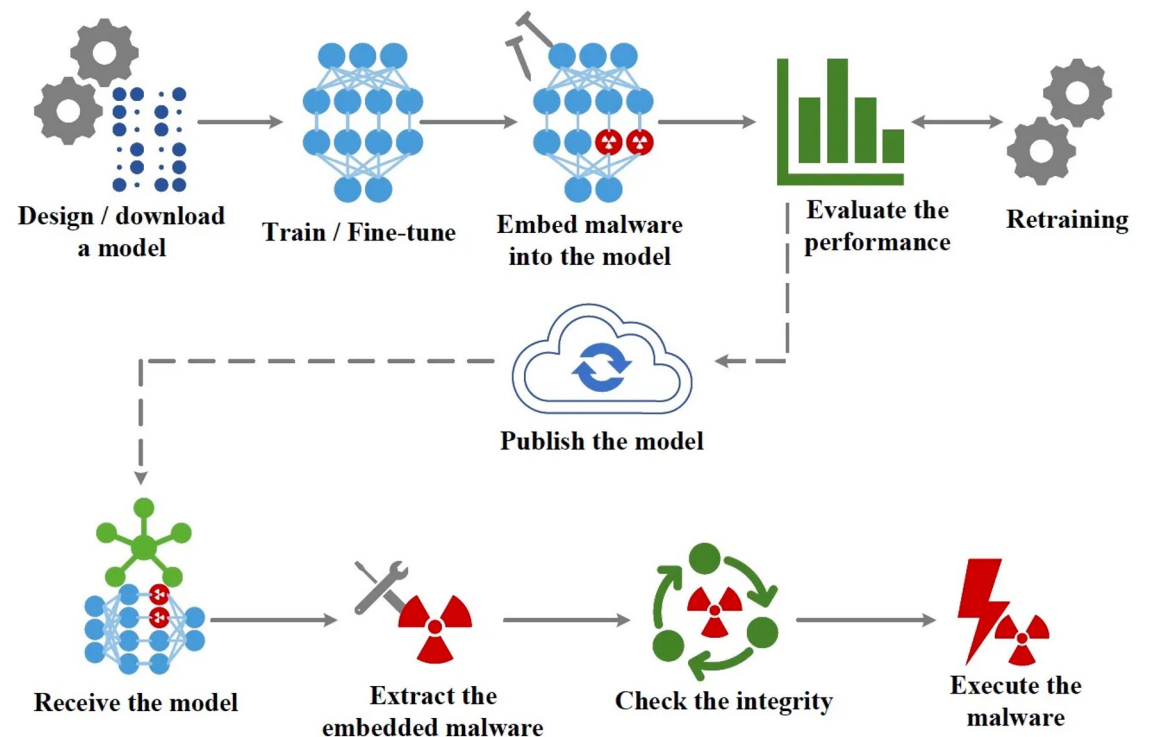 Design / download
a model
Train / Fine-tune
Embed malware
into the model
Evaluate the
performance
Retraining
Publish the model
Receive the model
Extract the
embedded malware
Check the integrity
Execute the
malware